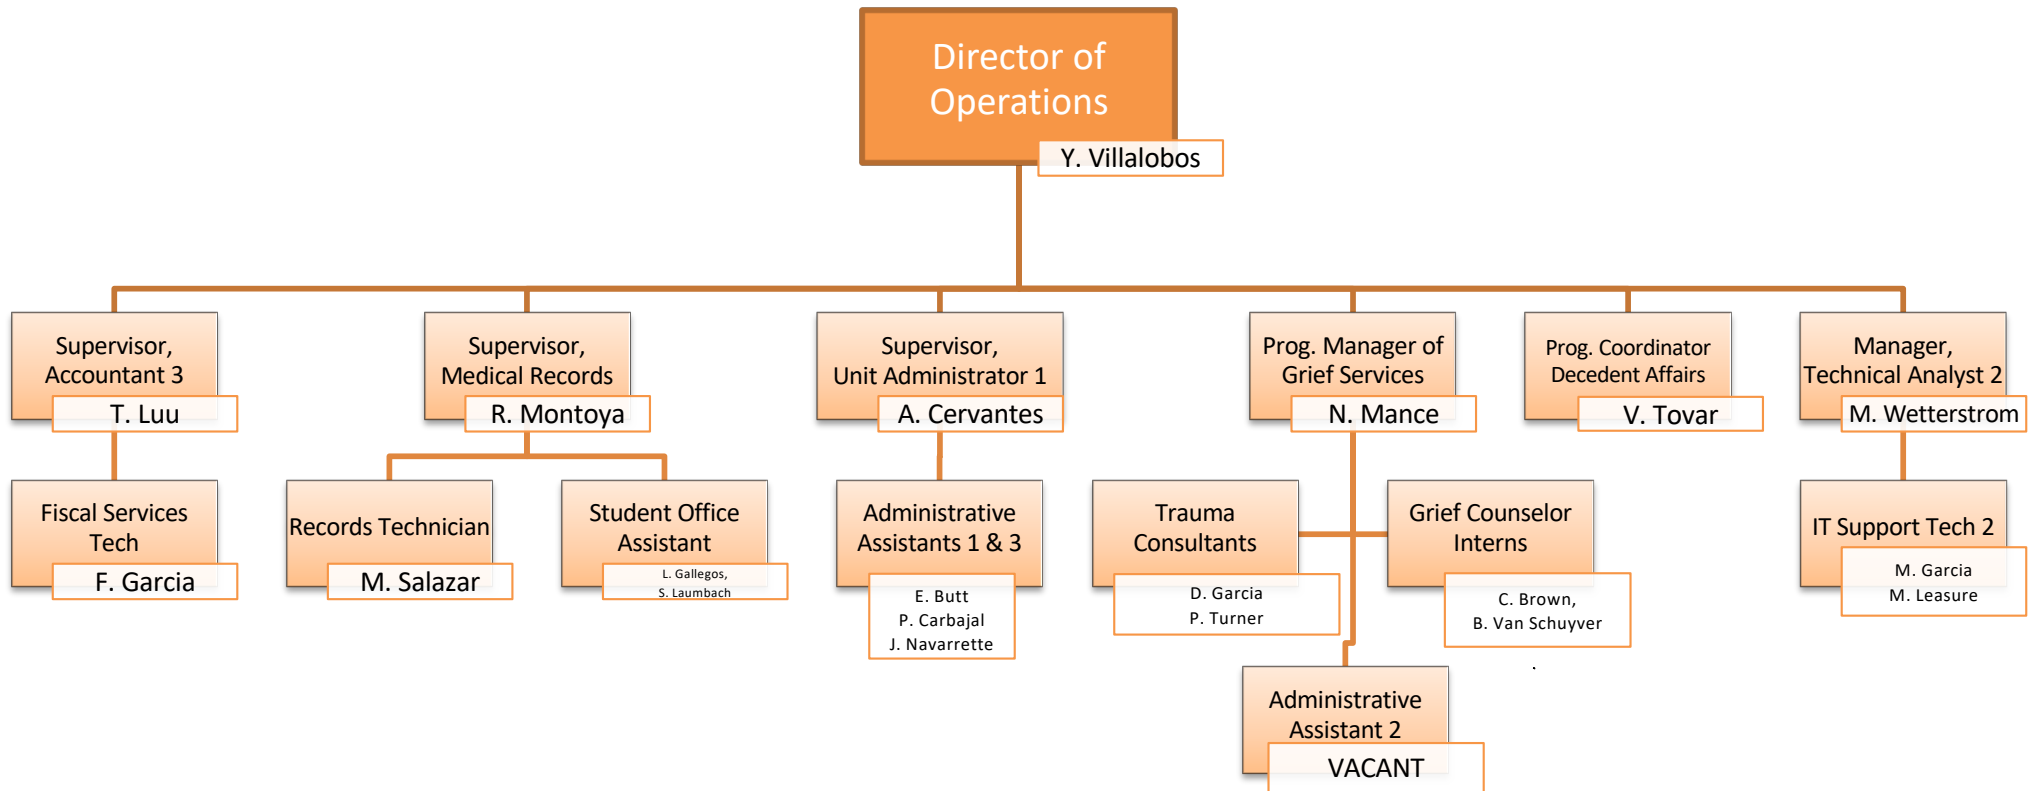 Director of
Operations
Y. Villalobos
Supervisor,
Accountant 3
T. Luu
Supervisor,
Medical Records
R. Montoya
Supervisor,
Unit Administrator 1
A. Cervantes
Prog. Manager of
Grief Services
N. Mance
Prog. Coordinator
Decedent Affairs
V. Tovar
Manager,
Technical Analyst 2
M. Wetterstrom
Fiscal Services
Tech
F. Garcia
Records Technician
M. Salazar
Student Office
Assistant
L. Gallegos,
S. Laumbach
Administrative
Assistants 1 & 3
E. Butt
P. Carbajal
J. Navarrette
Trauma
Consultants
D. Garcia
P. Turner
Grief Counselor
Interns
C. Brown,
B. Van Schuyver
.
IT Support Tech 2
M. Garcia
M. Leasure
Administrative
Assistant 2
VACANT